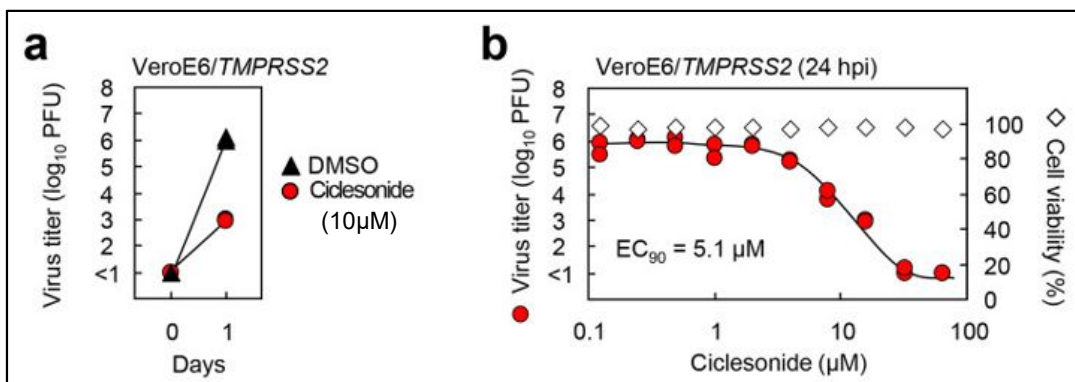 a
VeroE6/TMPRSS2
Virus titer (log₁₀ PFU)
8
7
6
5
4
3
2
<1
0 1
Days
DMSO
Ciclesonide
(10μM)
b
VeroE6/TMPRSS2 (24 hpi)
Virus titer (log₁₀ PFU)
8
7
6
5
4
3
2
<1
EC₉₀ = 5.1 μM
0.1 1 10 100
Ciclesonide (μM)
100
80
60
40
20
0
Cell viability (%)